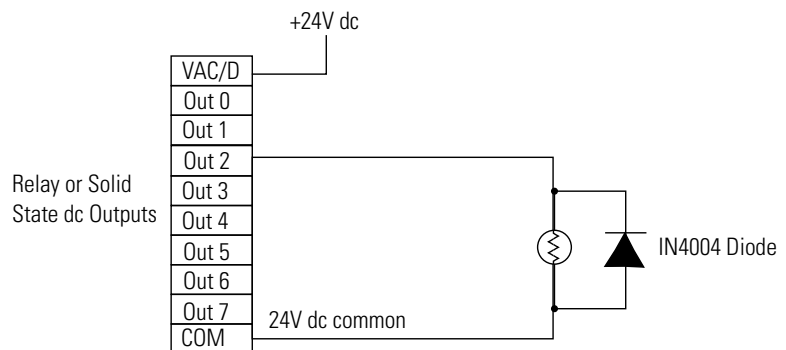 +24V dc
VAC/D
Out 0
Out 1
Out 2
Out 3
Out 4
Out 5
Out 6
Out 7
COM
Relay or Solid
State dc Outputs
24V dc common
IN4004 Diode